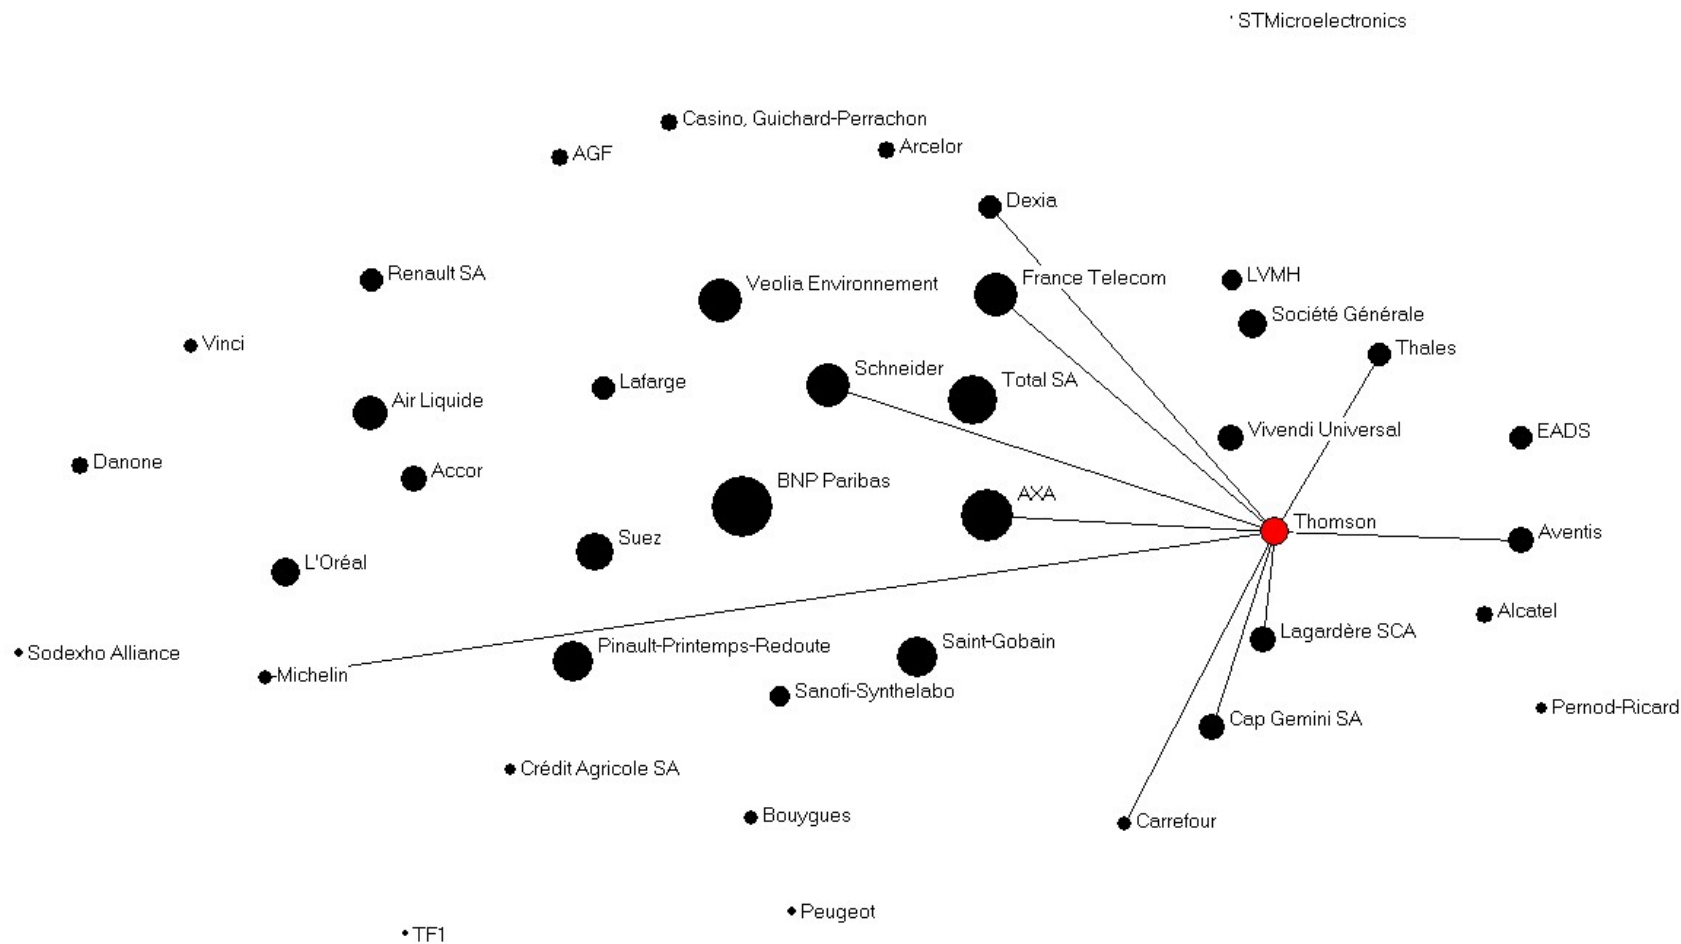 STMicroelectronics
Casino, Guichard-Perrachon
Arcelor
AGF
Dexia
Renault SA
Veolia Environnement
France Telecom
LVMH
Société Générale
Vinci
Thales
Lafarge
Schneider
Total SA
Air Liquide
Vivendi Universal
EADS
Danone
Accor
BNP Paribas
AXA
Thomson
Aventis
Suez
L'Oréal
Alcatel
Lagardère SCA
Sodexho Alliance
Michelin
Pinault-Printemps-Redoute
Saint-Gobain
Sanofi-Synthelabo
Pernod-Ricard
Cap Gemini SA
Crédit Agricole SA
Bouygues
Carrefour
Peugeot
TF1